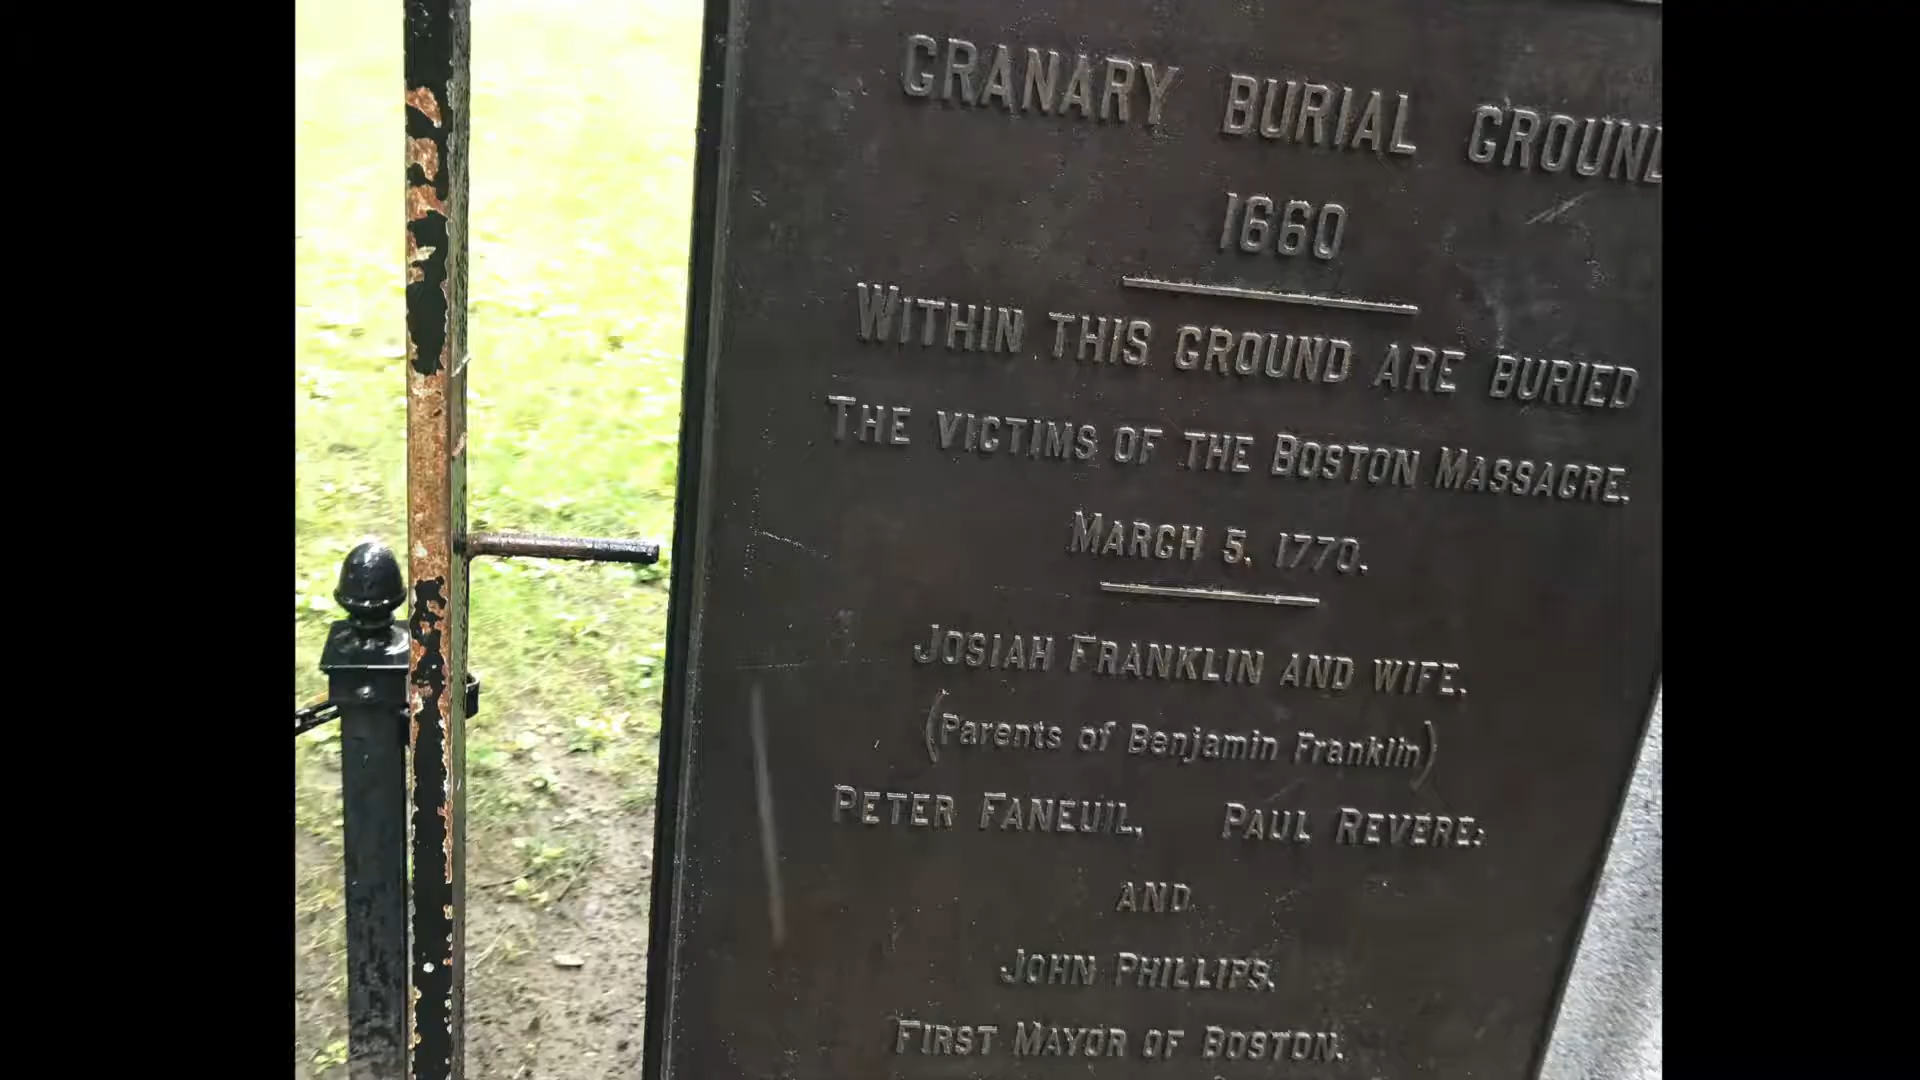 GRANARY BURIAL GROUND
1660
WITHIN THIS GROUND ARE BURIED
THE VICTIMS OF THE BOSTON MASSACRE.
MARCH 5, 1770.
JOSIAH FRANKLIN AND WIFE.
(Parents of Benjamin Franklin)
PETER FANEUIL, PAUL REVERE;
AND
JOHN PHILLIPS,
FIRST MAYOR OF BOSTON.